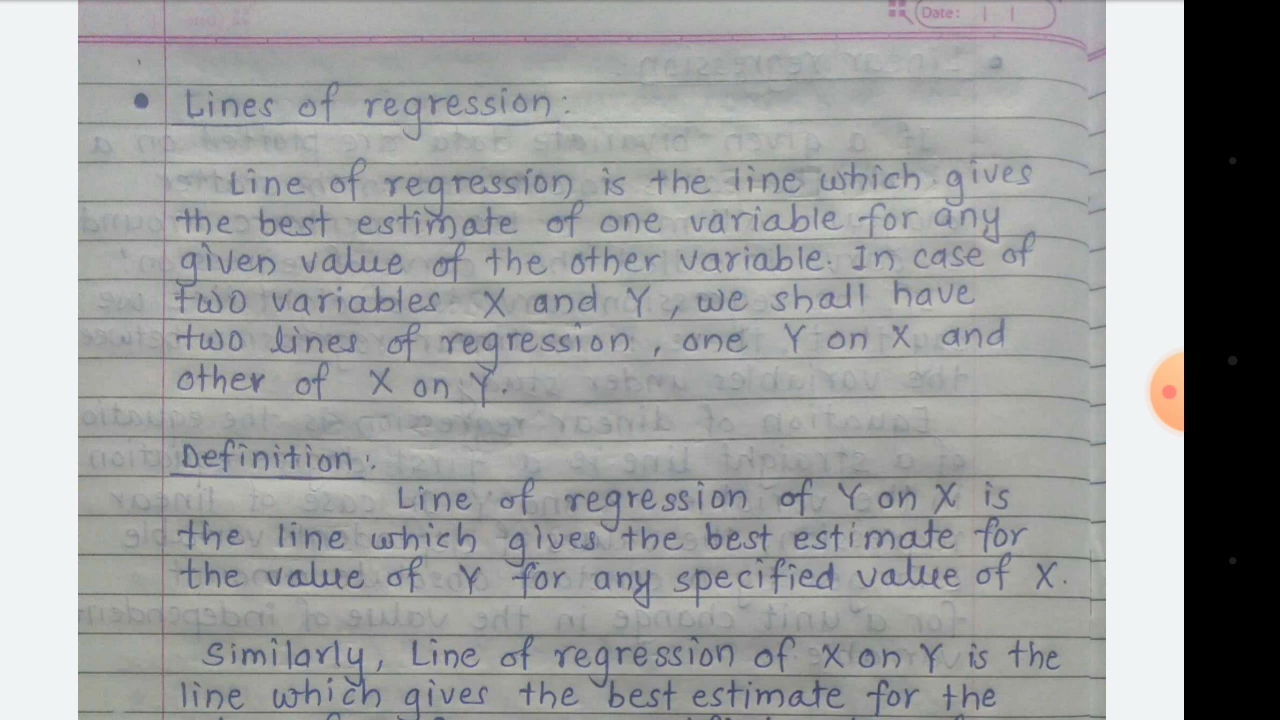 Date:
• Lines of regression:
Line of regression is the line which gives
the best estimate of one variable for any
given value of the other variable. In case of
two variables X and Y, we shall have
two lines of regression, one Y on X and
other of X on Y.
Definition:
Line of regression of Y on X is
the line which gives the best estimate for
the value of Y for any specified value of X.
Similarly, Line of regression of X on Y is the
line which gives the best estimate for the